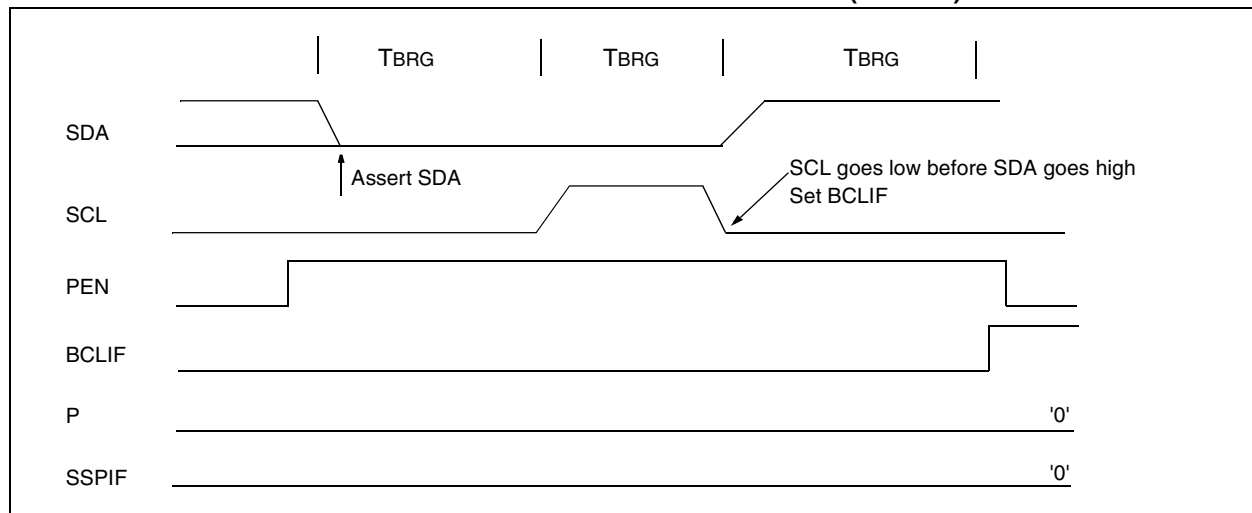 TBRG TBRG TBRG
SDA
Assert SDA
SCL goes low before SDA goes high
Set BCLIF
SCL
PEN
BCLIF
P '0'
SSPIF '0'